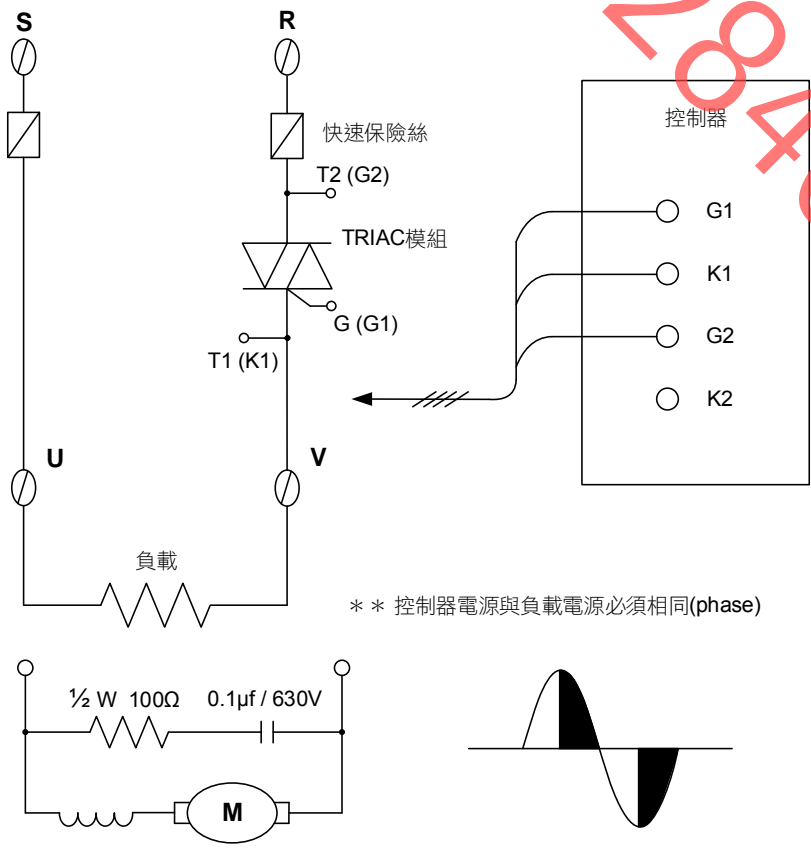 S
R
快速保險絲
T2 (G2)
TRIAC模組
G (G1)
T1 (K1)
控制器
G1
K1
G2
K2
U
V
負載
** 控制器電源與負載電源必須相同(phase)
½ W 100Ω
0.1µf / 630V
M
284